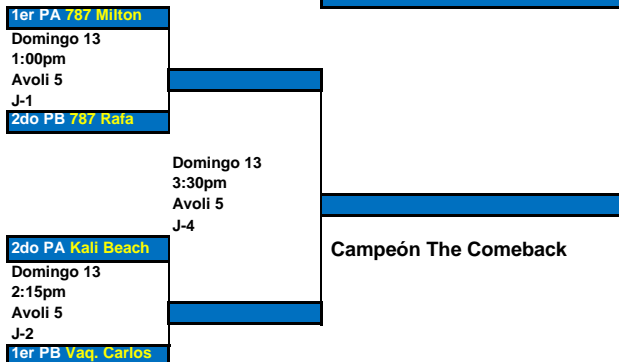 1er PA 787 Milton
Domingo 13
1:00pm
Avoli 5
J-1
2do PB 787 Rafa
Domingo 13
3:30pm
Avoli 5
J-4
2do PA Kali Beach
Campeón The Comeback
Domingo 13
2:15pm
Avoli 5
J-2
1er PB Vaq. Carlos